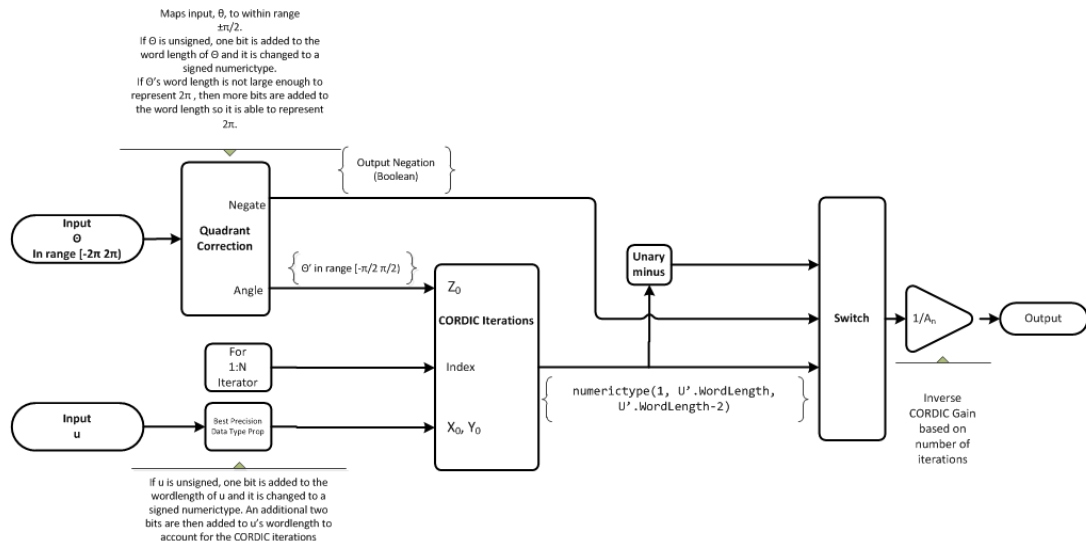 Maps input, θ, to within range
±π/2.
If Θ is unsigned, one bit is added to the
word length of Θ and it is changed to a
signed numerictype.
If Θ's word length is not large enough to
represent 2π , then more bits are added to
the word length so it is able to represent
2π.
Output Negation
(Boolean)
Negate
Input
Θ
In range [-2π 2π)
Quadrant
Correction
Angle
Θ' in range [-π/2 π/2)
Z₀
CORDIC Iterations
Index
X₀, Y₀
For
1:N
Iterator
Input
u
Best Precision
Data Type Prop
If u is unsigned, one bit is added to the
wordlength of u and it is changed to a
signed numerictype. An additional two
bits are then added to u's wordlength to
account for the CORDIC iterations
Unary
minus
numerictype(1, U'.WordLength,
U'.WordLength-2)
Switch
1/Aₙ
Output
Inverse
CORDIC Gain
based on
number of
iterations